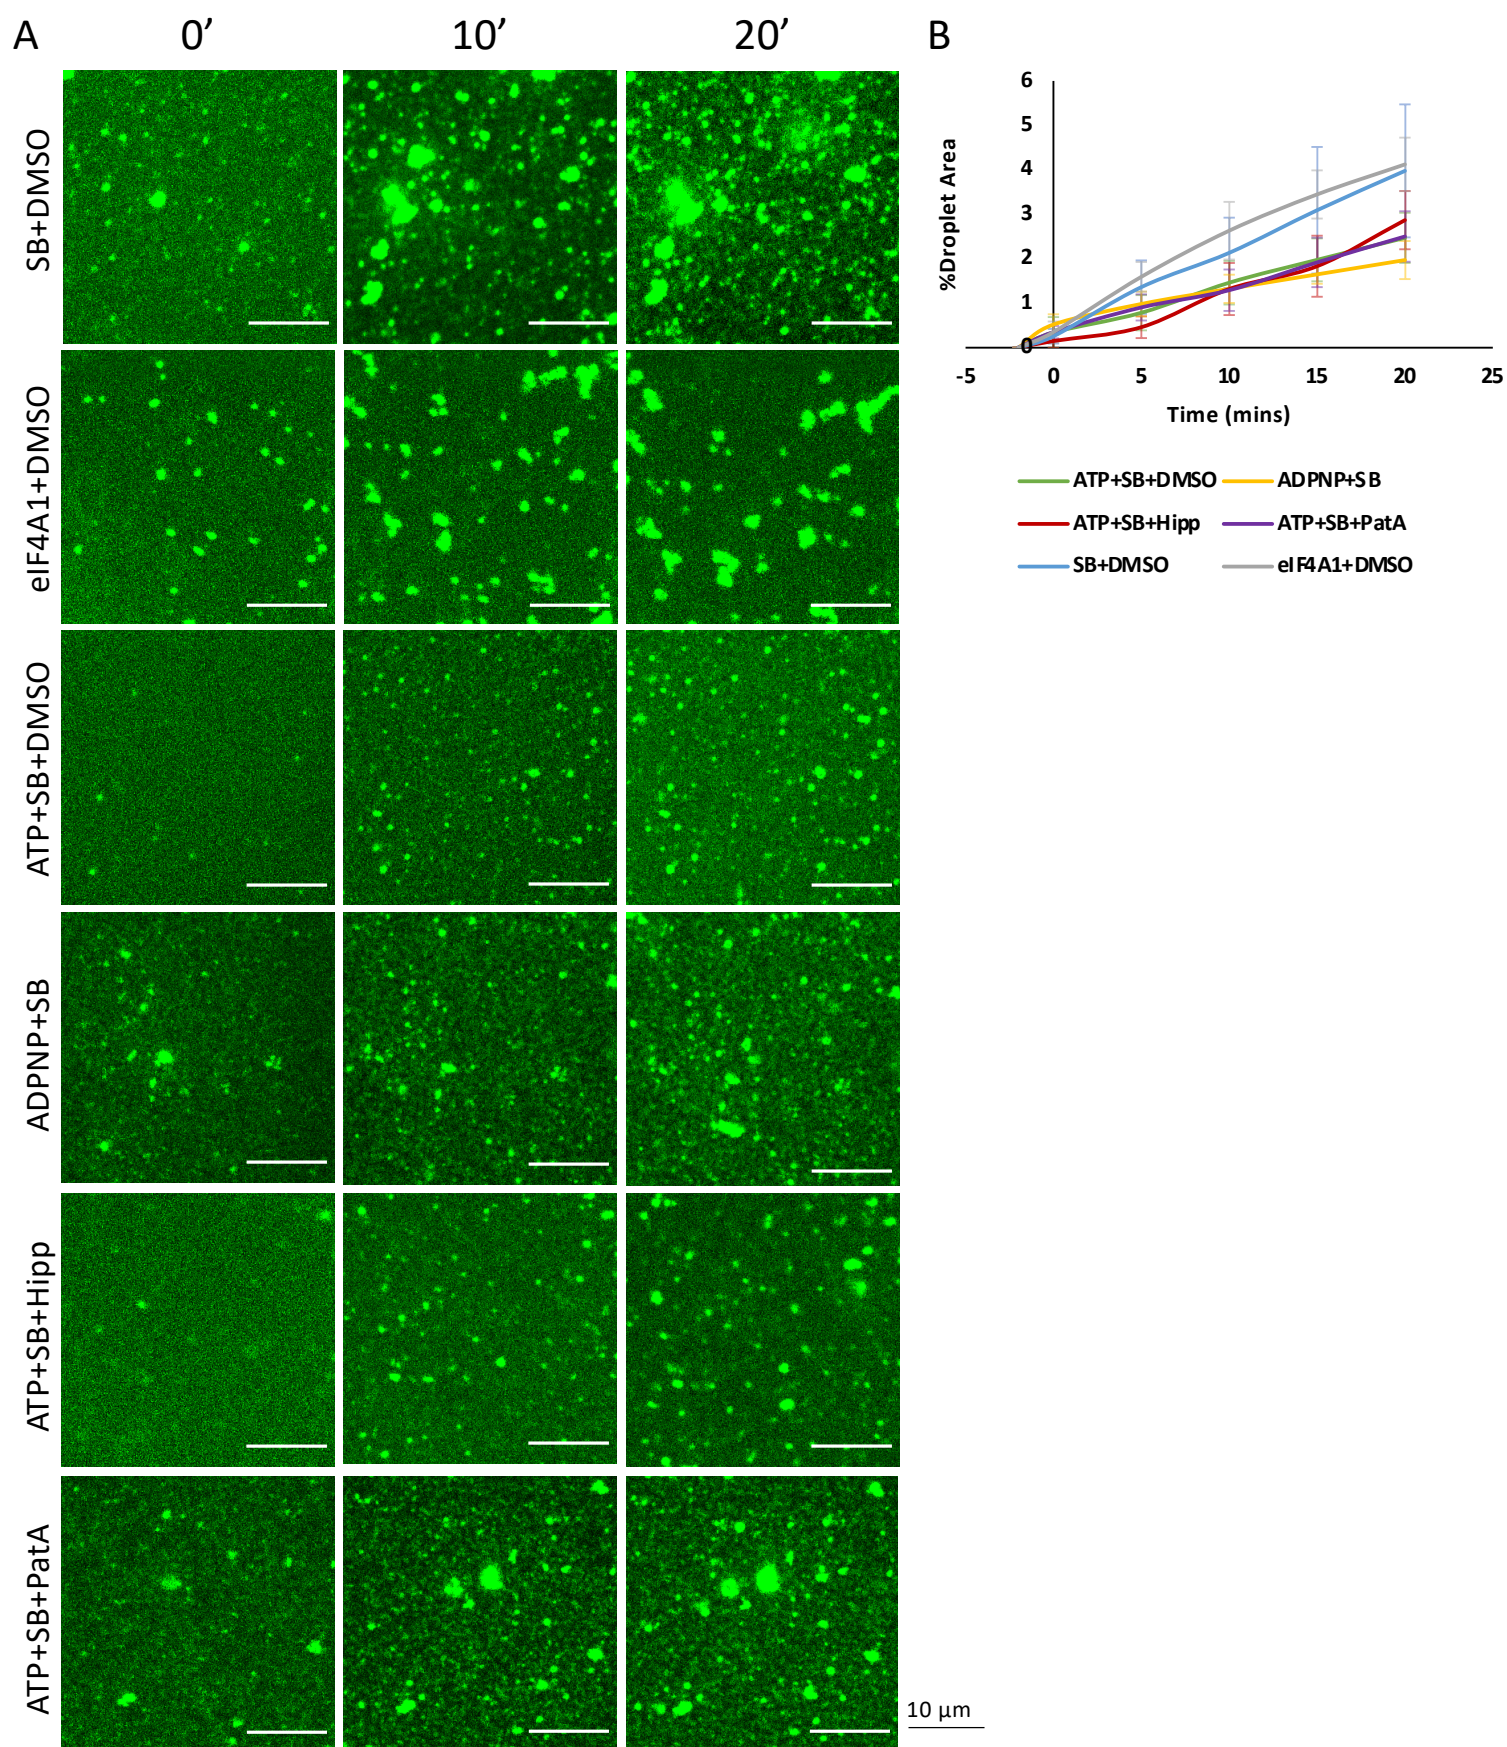 A 0’ 10’ 20’ B
SB+DMSO
eIF4A1+DMSO
ATP+SB+DMSO
ADPNP+SB
ATP+SB+Hipp
ATP+SB+PatA
10 µm
%Droplet Area
6
5
4
3
2
1
0
-5 0 5 10 15 20 25
Time (mins)
ATP+SB+DMSO ADPNP+SB
ATP+SB+Hipp ATP+SB+PatA
SB+DMSO eIF4A1+DMSO